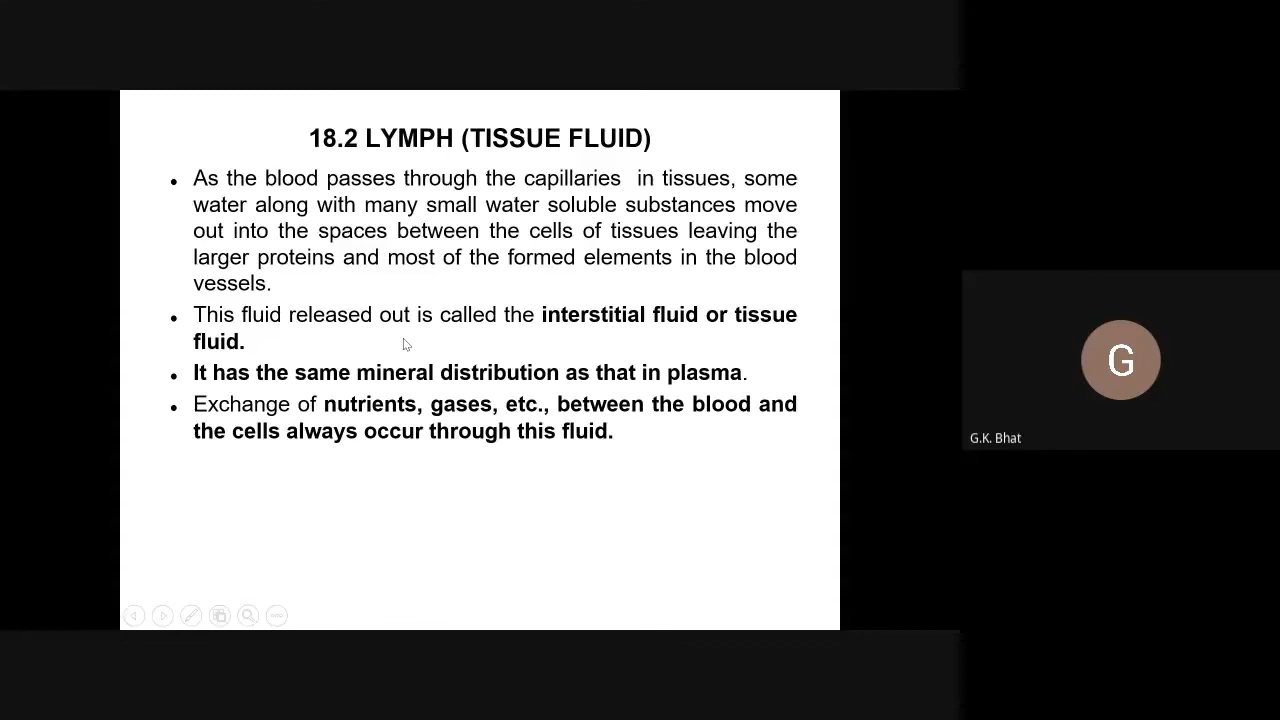 18.2 LYMPH (TISSUE FLUID)
• As the blood passes through the capillaries in tissues, some
water along with many small water soluble substances move
out into the spaces between the cells of tissues leaving the
larger proteins and most of the formed elements in the blood
vessels.
• This fluid released out is called the interstitial fluid or tissue
fluid.
• It has the same mineral distribution as that in plasma.
• Exchange of nutrients, gases, etc., between the blood and
the cells always occur through this fluid.
G
G.K. Bhat